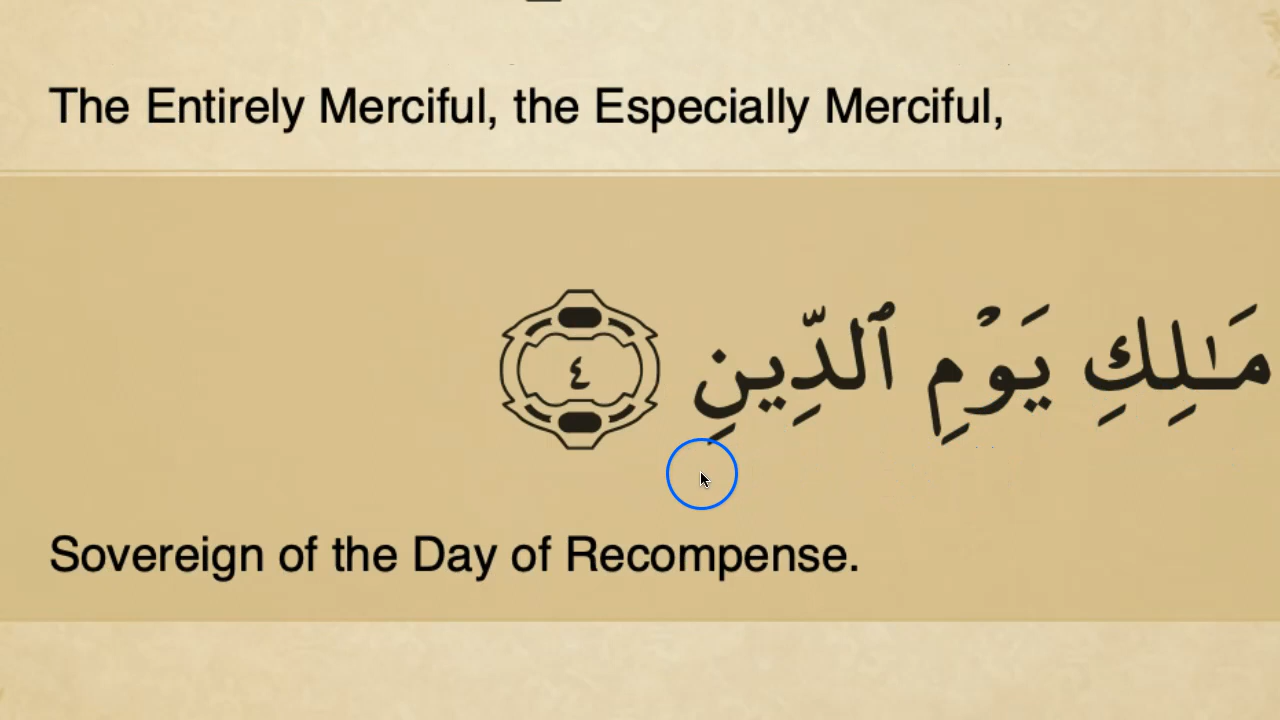 The Entirely Merciful, the Especially Merciful,
مَـٰلِكِ يَوْمِ ٱلدِّينِ ٤
Sovereign of the Day of Recompense.